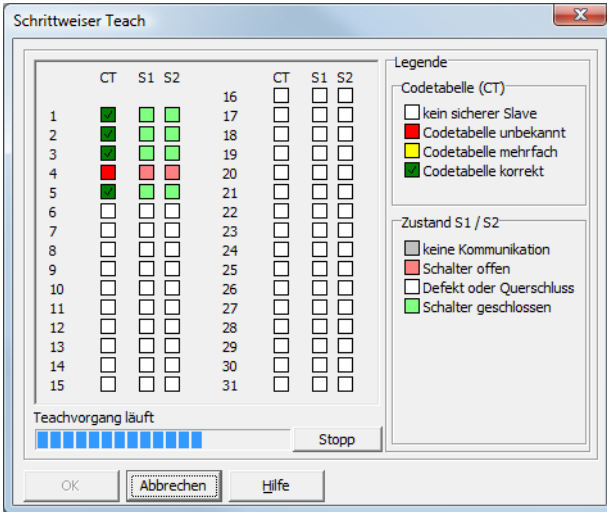 Schrittweiser Teach
CT S1 S2 CT S1 S2
16
1 17
2 18
3 19
4 20
5 21
6 22
7 23
8 24
9 25
10 26
11 27
12 28
13 29
14 30
15 31
Teachvorgang läuft
Stopp
OK Abbrechen Hilfe
Legende
Codetabelle (CT)
kein sicherer Slave
Codetabelle unbekannt
Codetabelle mehrfach
Codetabelle korrekt
Zustand S1 / S2
keine Kommunikation
Schalter offen
Defekt oder Querschluss
Schalter geschlossen